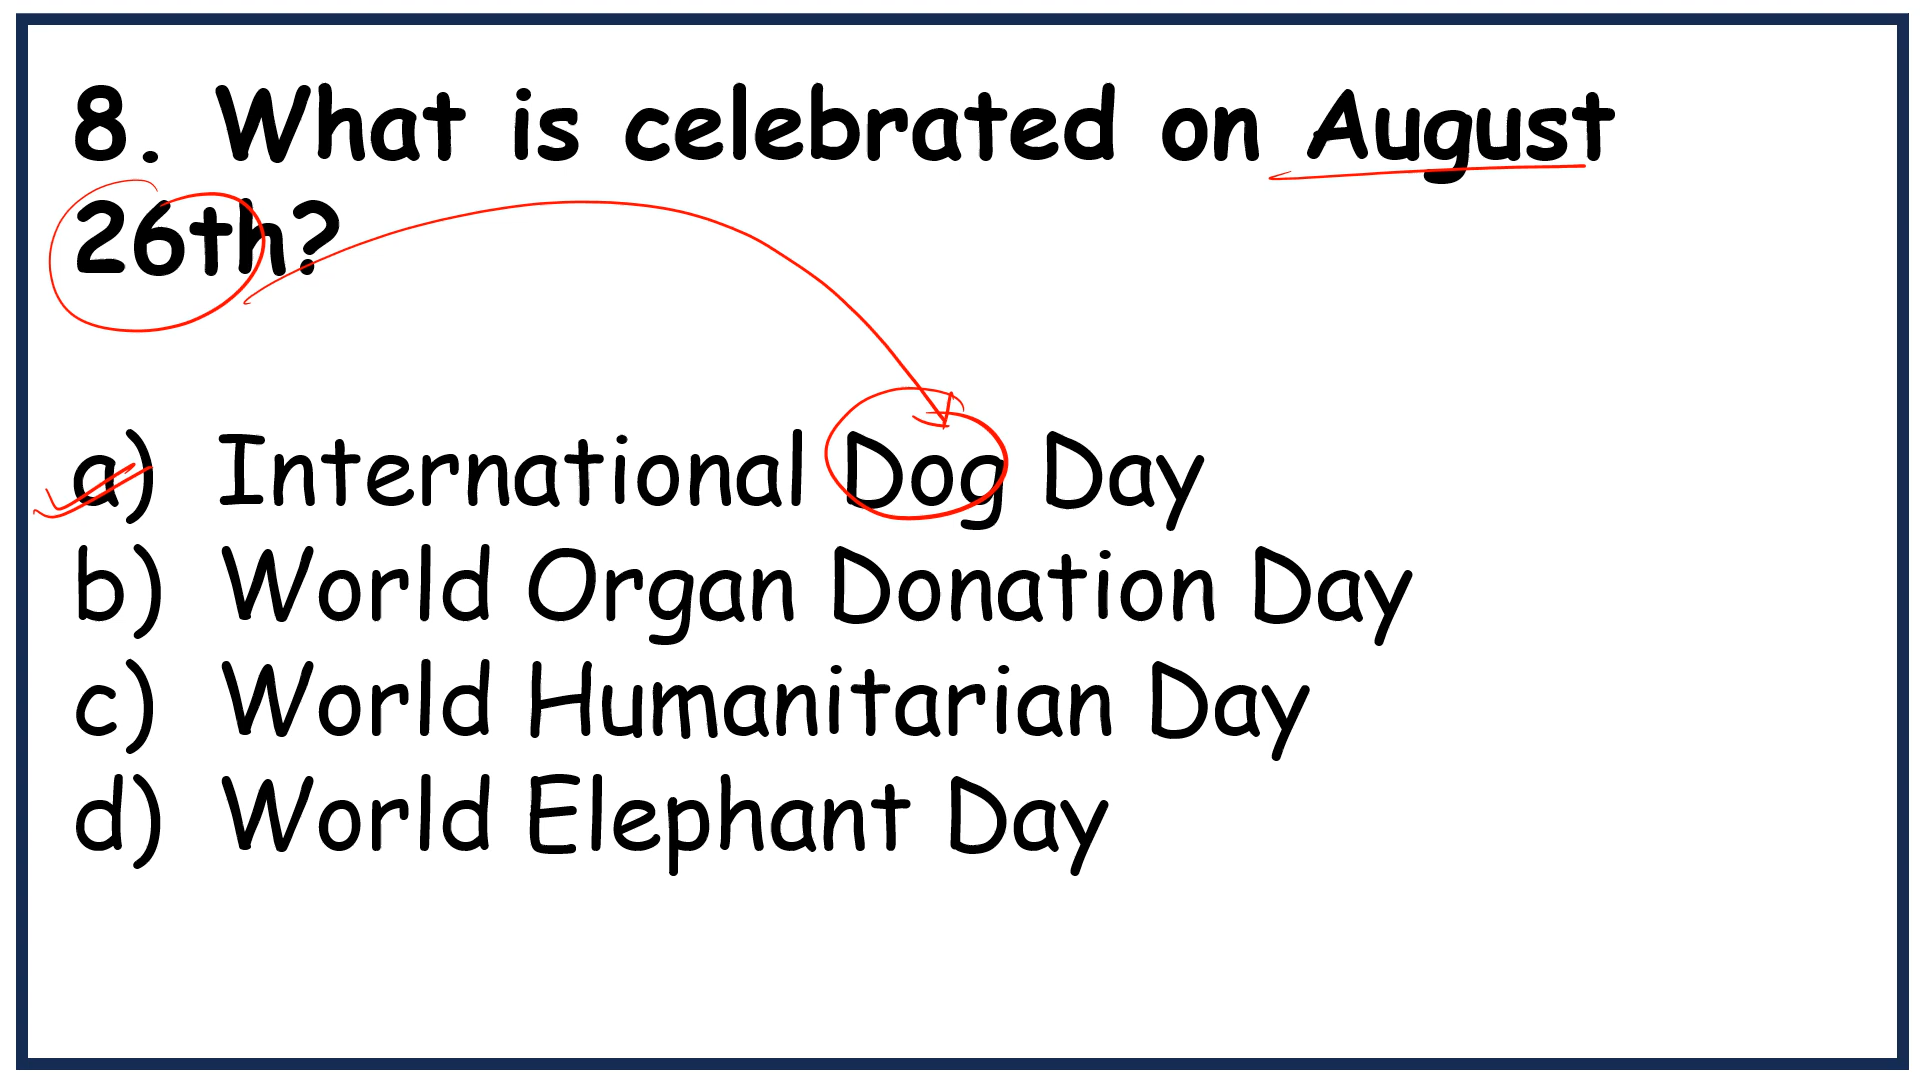 8. What is celebrated on August
26th?
a) International Dog Day
b) World Organ Donation Day
c) World Humanitarian Day
d) World Elephant Day